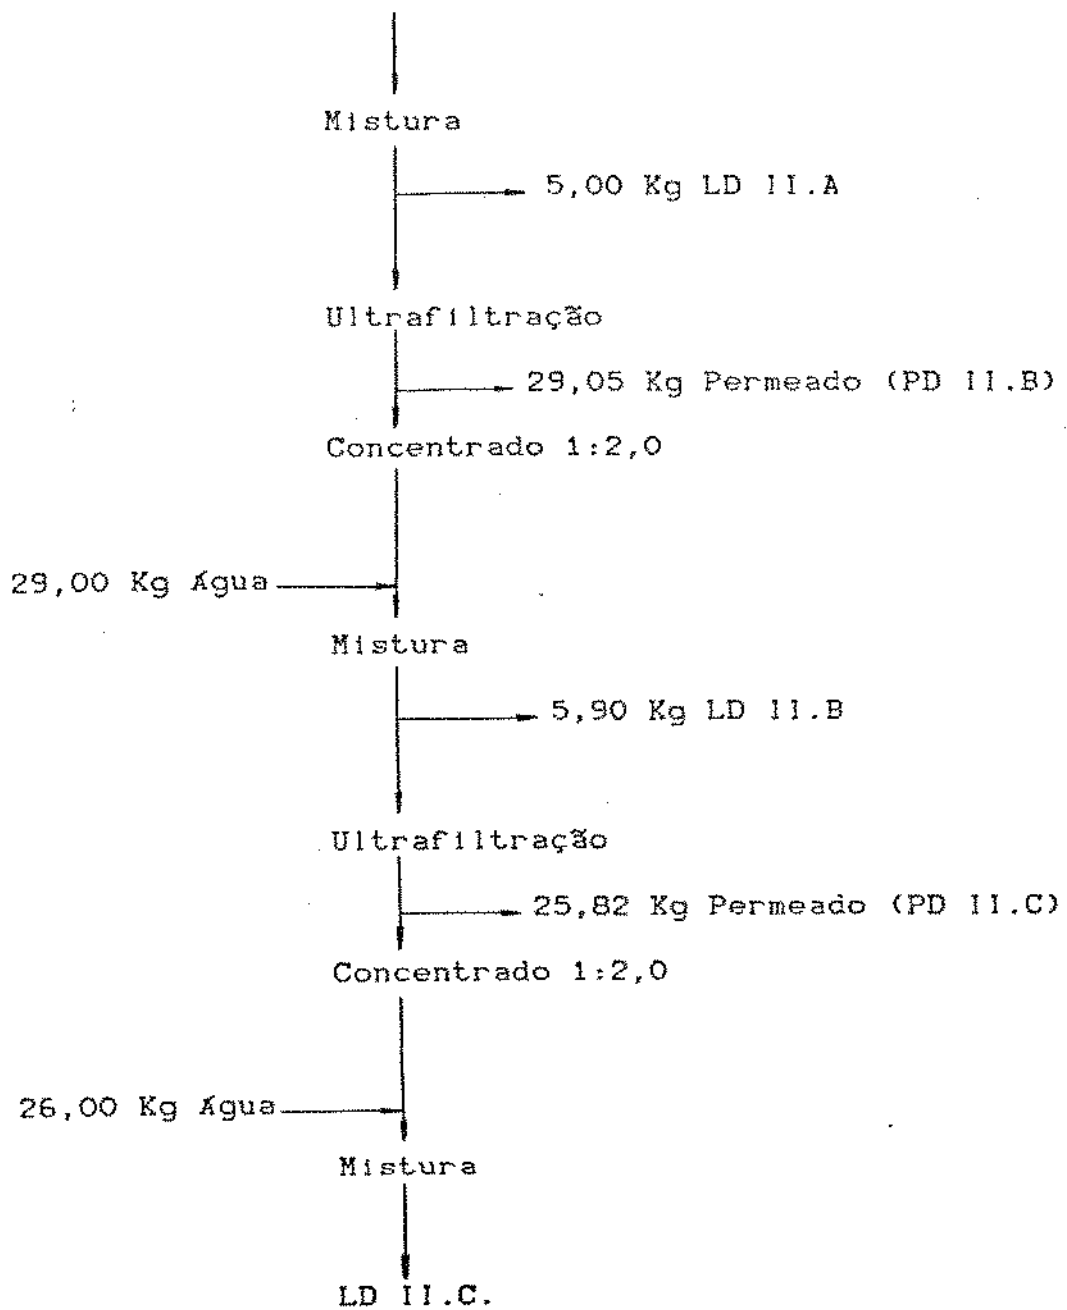 Mistura
5,00 Kg LD II.A
Ultrafiltração
29,05 Kg Permeado (PD II.B)
Concentrado 1:2,0
29,00 Kg Água
Mistura
5,90 Kg LD II.B
Ultrafiltração
25,82 Kg Permeado (PD II.C)
Concentrado 1:2,0
26,00 Kg Água
Mistura
LD II.C.